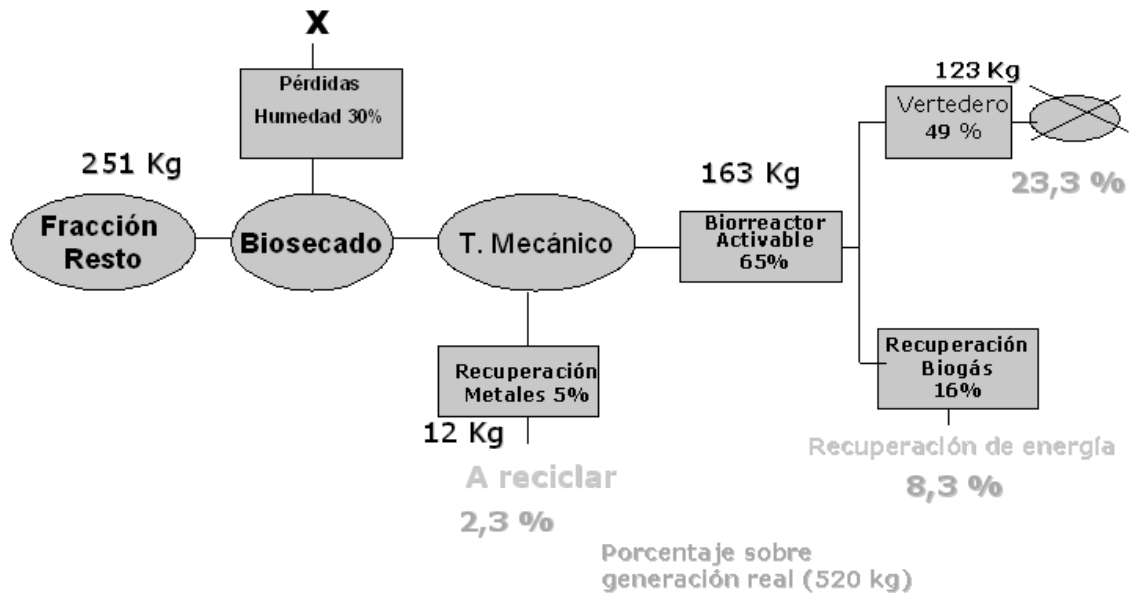 X
Pérdidas
Humedad 30%
251 Kg
Fracción
Resto
Biosecado
T. Mecánico
Recuperación
Metales 5%
12 Kg
A reciclar
2,3 %
163 Kg
Biorreactor
Activable
65%
123 Kg
Vertedero
49 %
23,3 %
Recuperación
Biogás
16%
Recuperación de energía
8,3 %
Porcentaje sobre
generación real (520 kg)